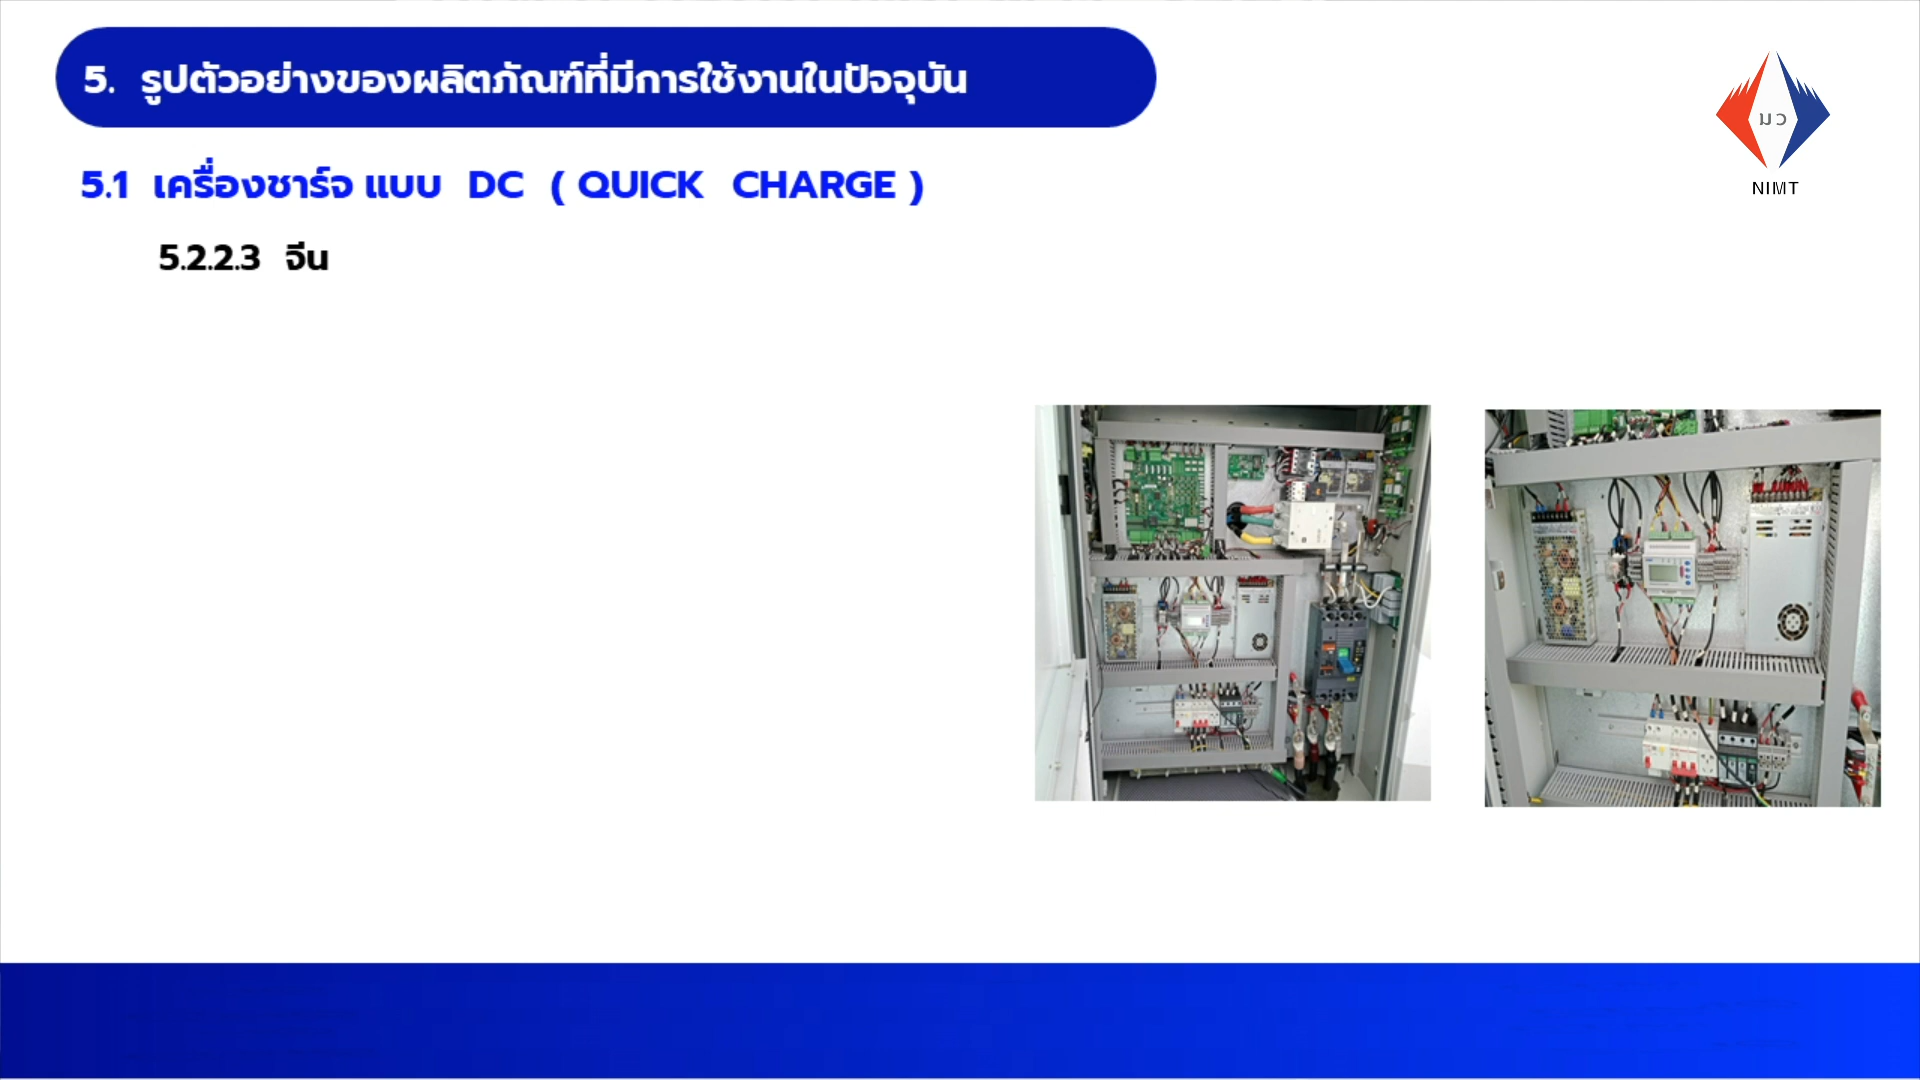 5. รูปตัวอย่างของผลิตภัณฑ์ที่มีการใช้งานในปัจจุบัน
มว
NIMT
5.1 เครื่องชาร์จ แบบ DC ( QUICK CHARGE )
5.2.2.3 จีน